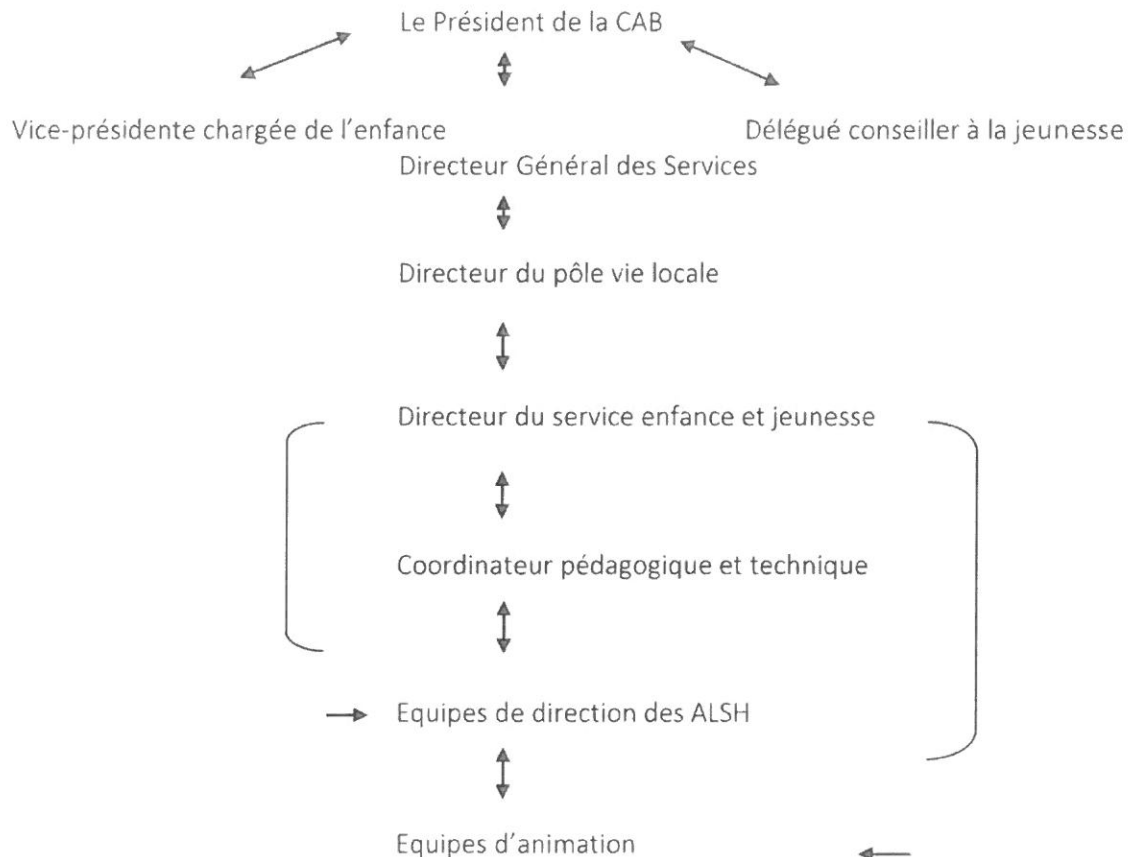 Le Président de la CAB
Vice-présidente chargée de l'enfance
Délégué conseiller à la jeunesse
Directeur Général des Services
Directeur du pôle vie locale
Directeur du service enfance et jeunesse
Coordinateur pédagogique et technique
Equipes de direction des ALSH
Equipes d'animation